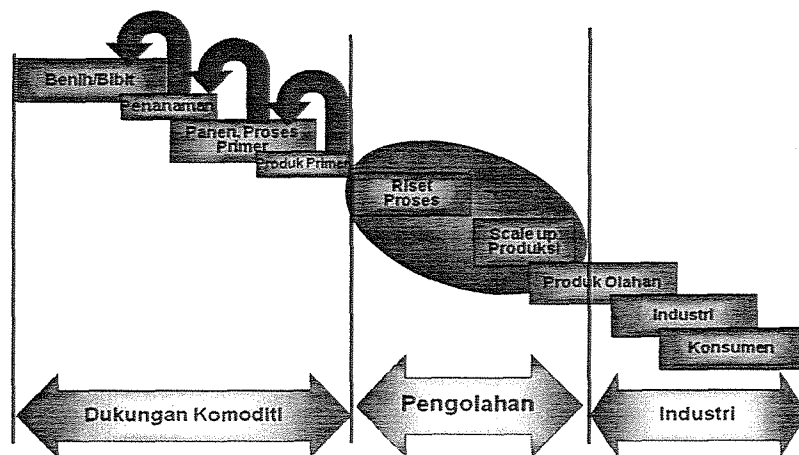 Benih/Bibit
Penanaman
Panen, Proses
Primer
Produk Primer
Riset
Proses
Scale up
Produksi
Produk Olahan
Industri
Konsumen
Dukungan Komoditi
Pengolahan
Industri